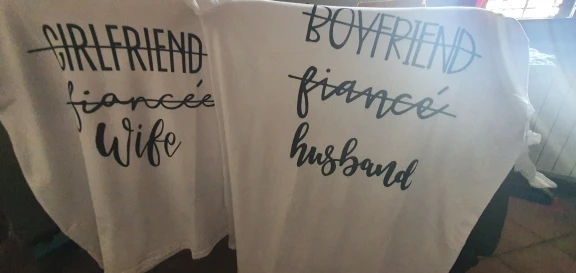 GIRLFRIEND
fiancée
Wife
BOYFRIEND
fiancé
husband